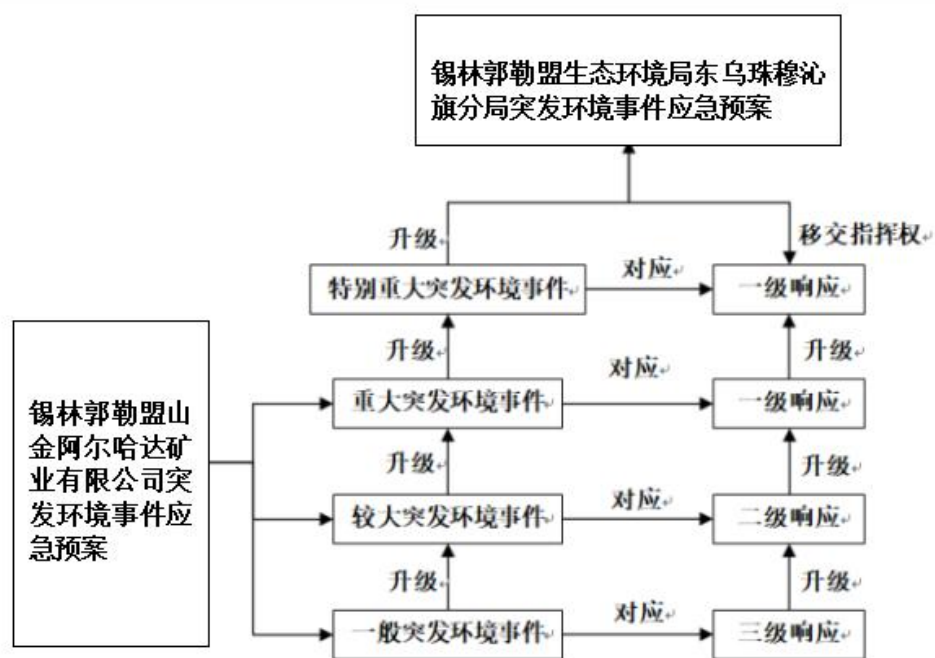 锡林郭勒盟生态环境局东乌珠穆沁
旗分局突发环境事件应急预案
升级
移交指挥权
特别重大突发环境事件
对应
一级响应
升级
升级
锡林郭勒盟山
金阿尔哈达矿
业有限公司突
发环境事件应
急预案
重大突发环境事件
对应
一级响应
升级
升级
较大突发环境事件
对应
二级响应
升级
升级
一般突发环境事件
对应
三级响应